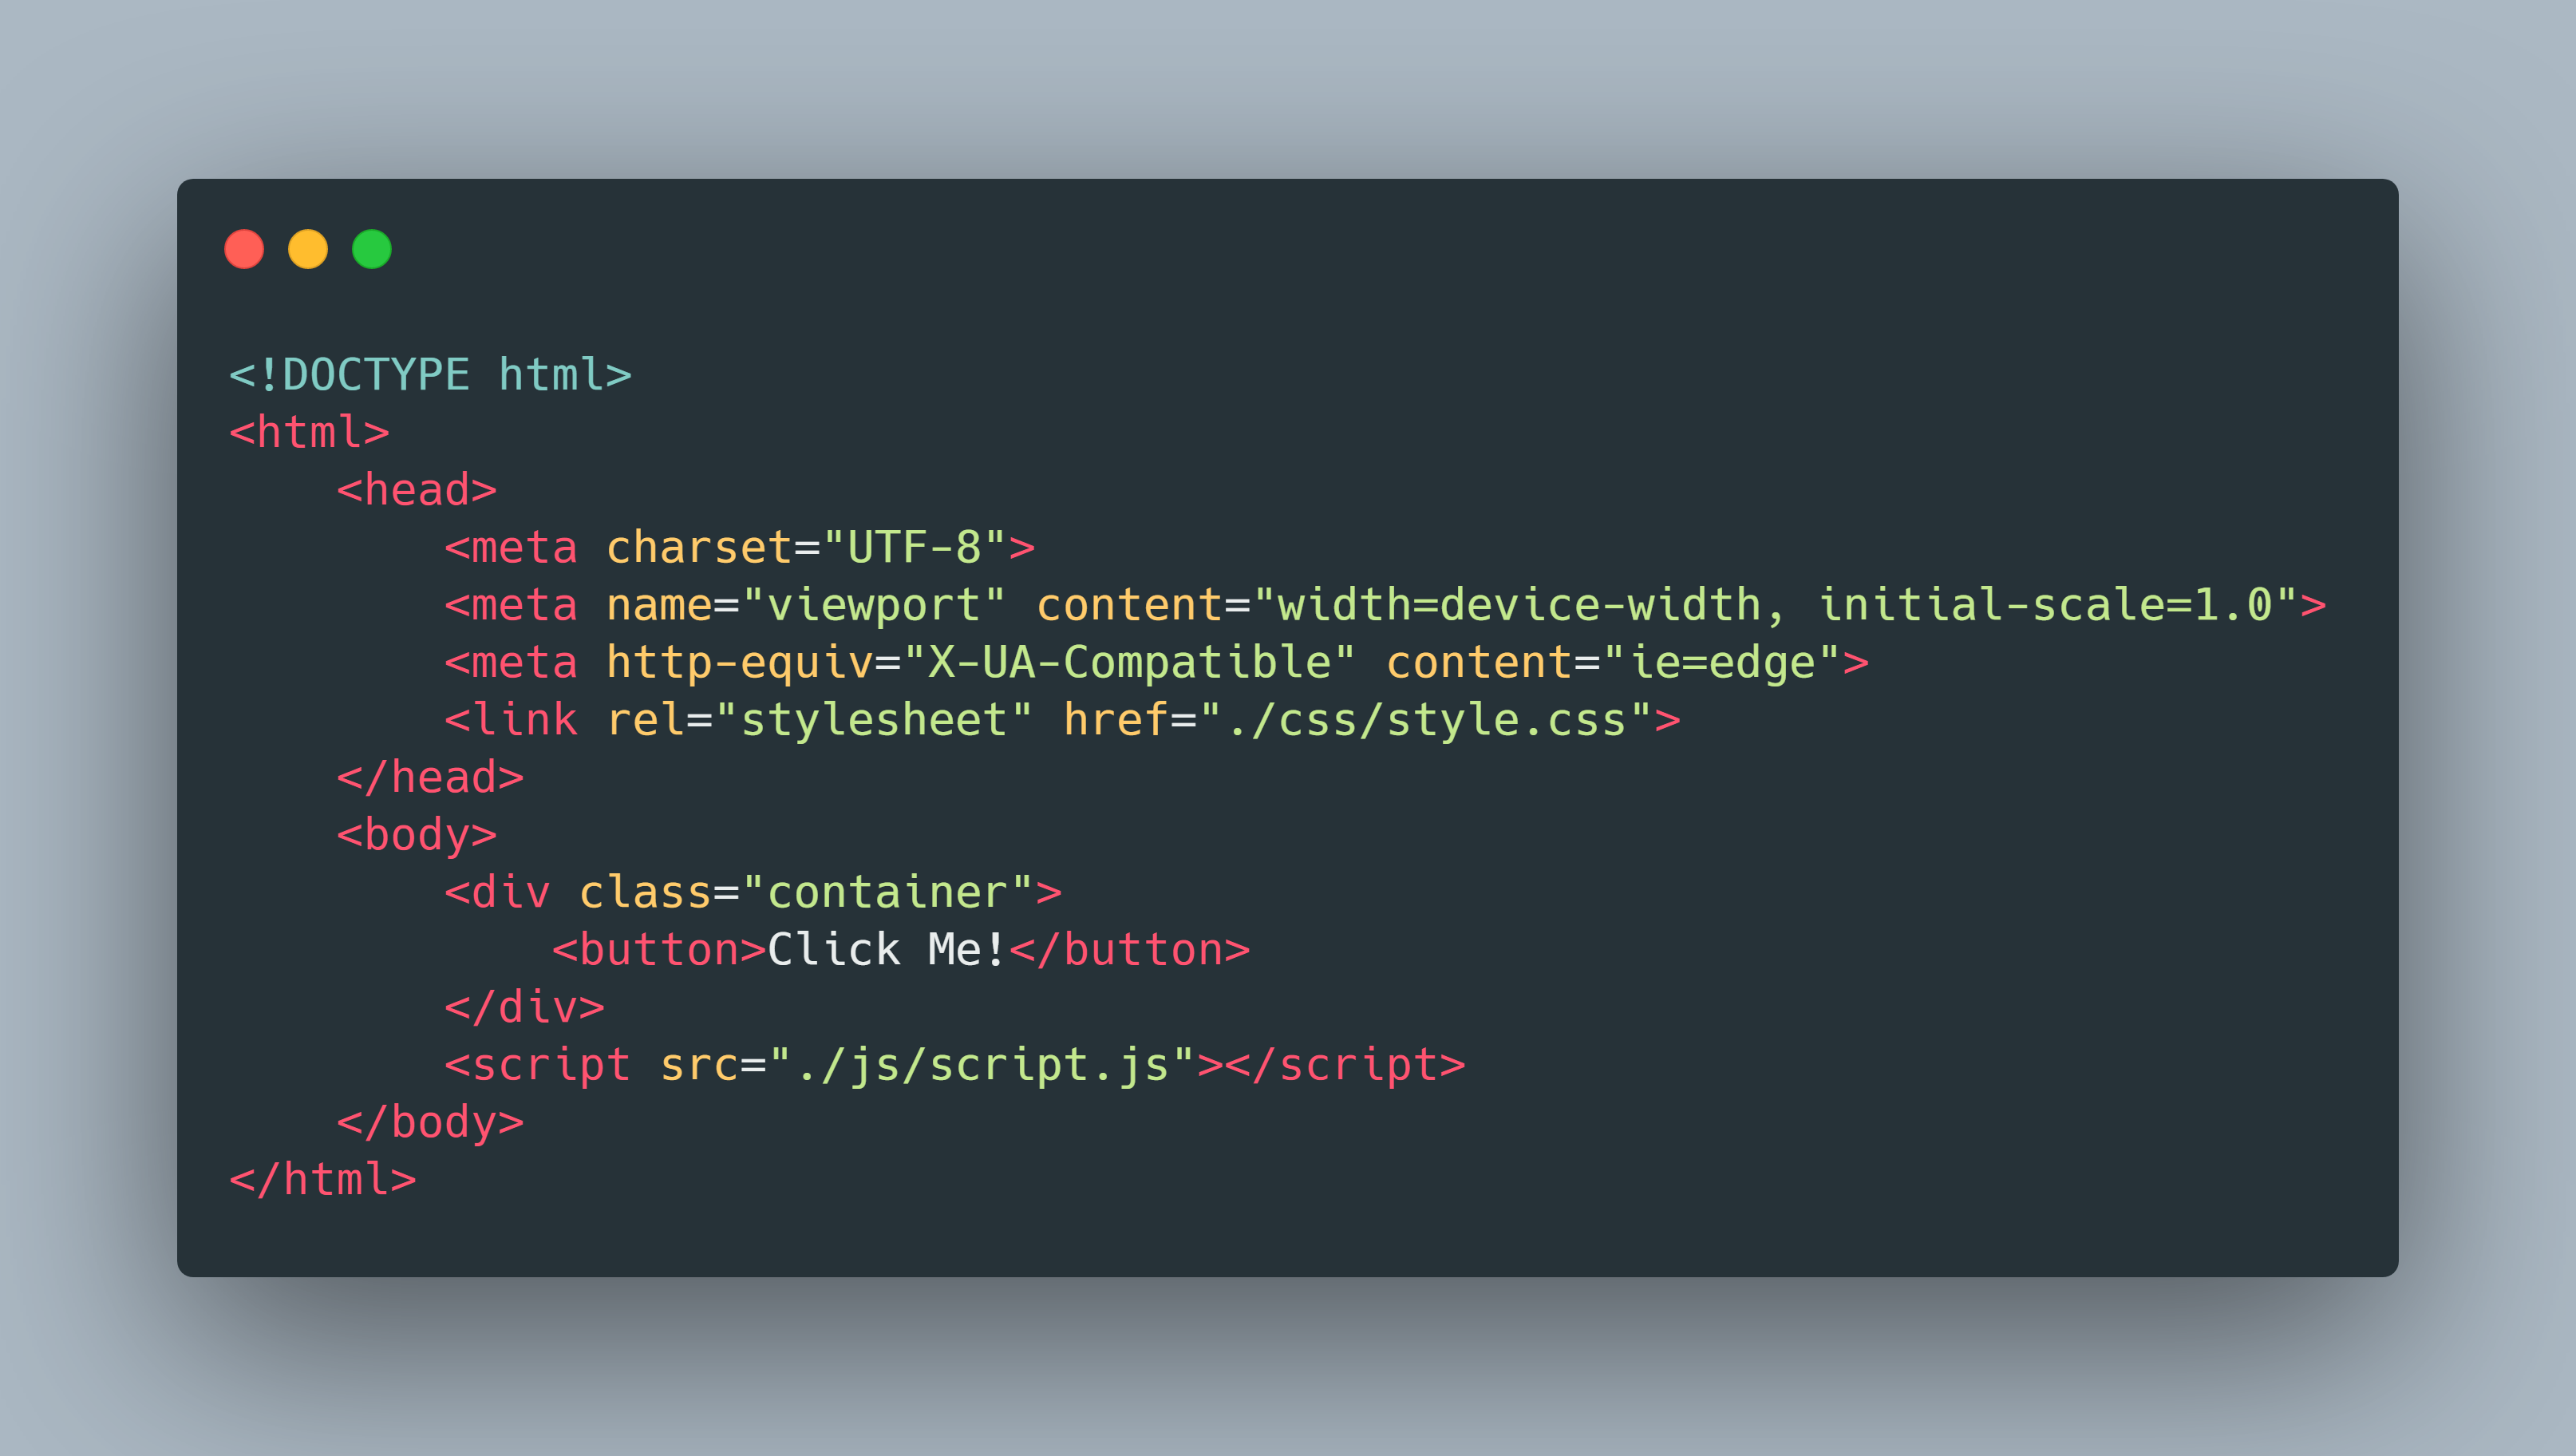 <!DOCTYPE html>
<html>
    <head>
        <meta charset="UTF-8">
        <meta name="viewport" content="width=device-width, initial-scale=1.0">
        <meta http-equiv="X-UA-Compatible" content="ie=edge">
        <link rel="stylesheet" href="./css/style.css">
    </head>
    <body>
        <div class="container">
            <button>Click Me!</button>
        </div>
        <script src="./js/script.js"></script>
    </body>
</html>